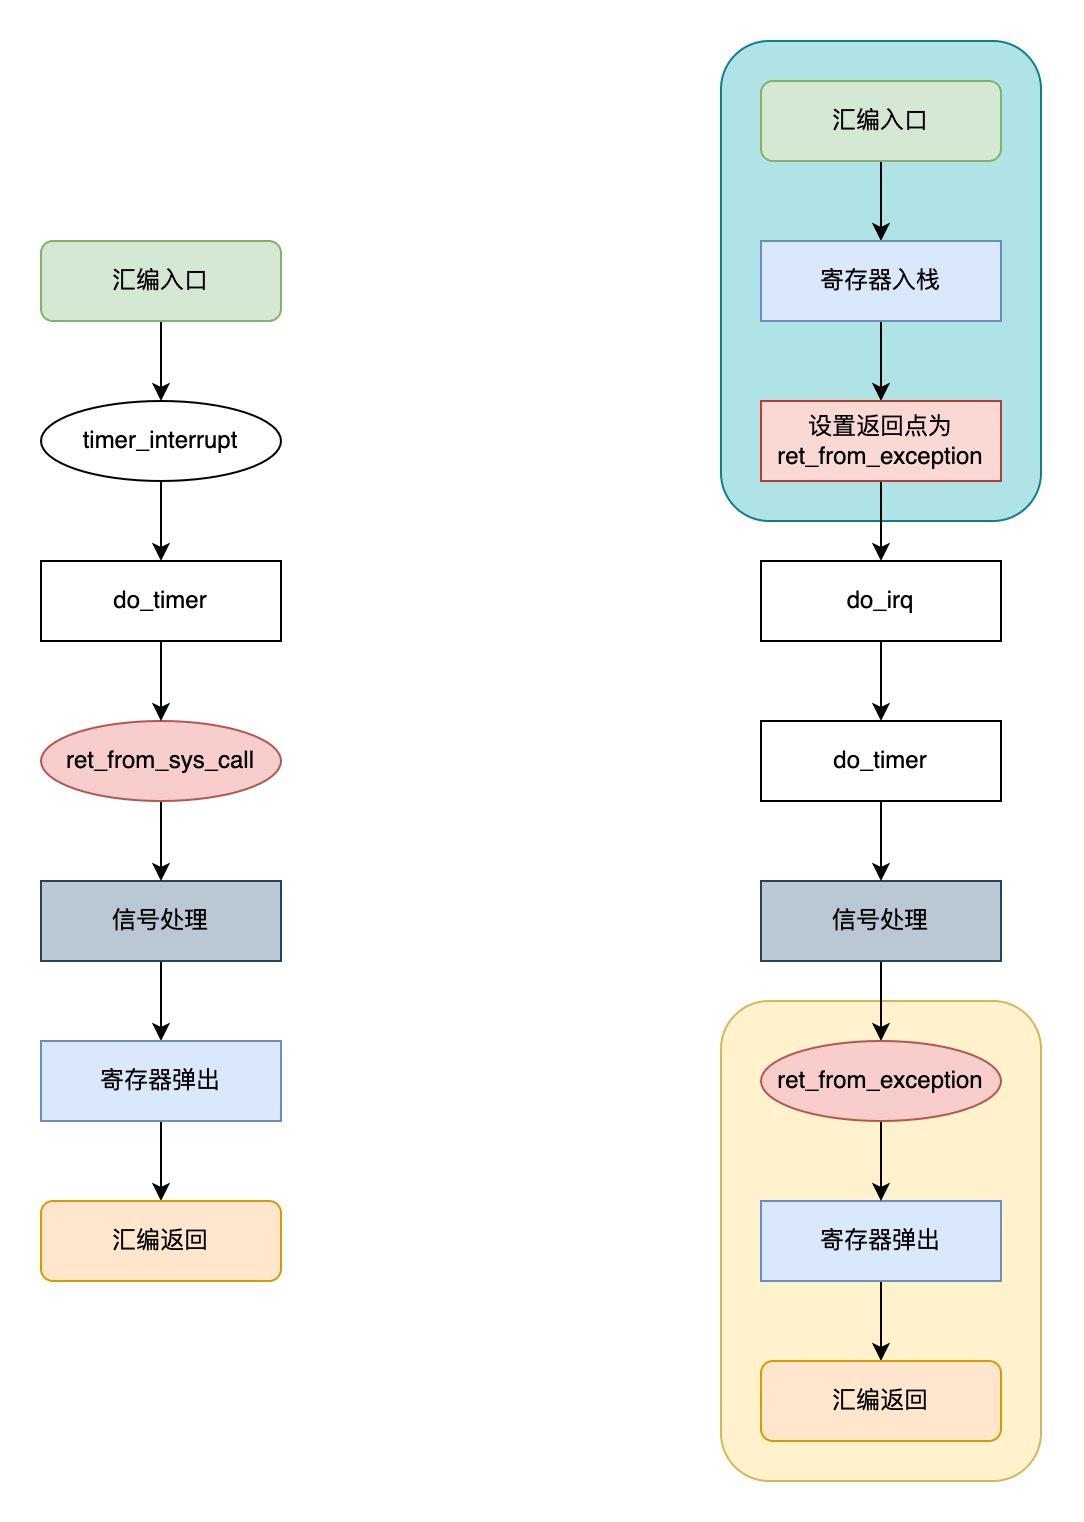 汇编入口
timer_interrupt
do_timer
ret_from_sys_call
信号处理
寄存器弹出
汇编返回
汇编入口
寄存器入栈
设置返回点为
ret_from_exception
do_irq
do_timer
信号处理
ret_from_exception
寄存器弹出
汇编返回